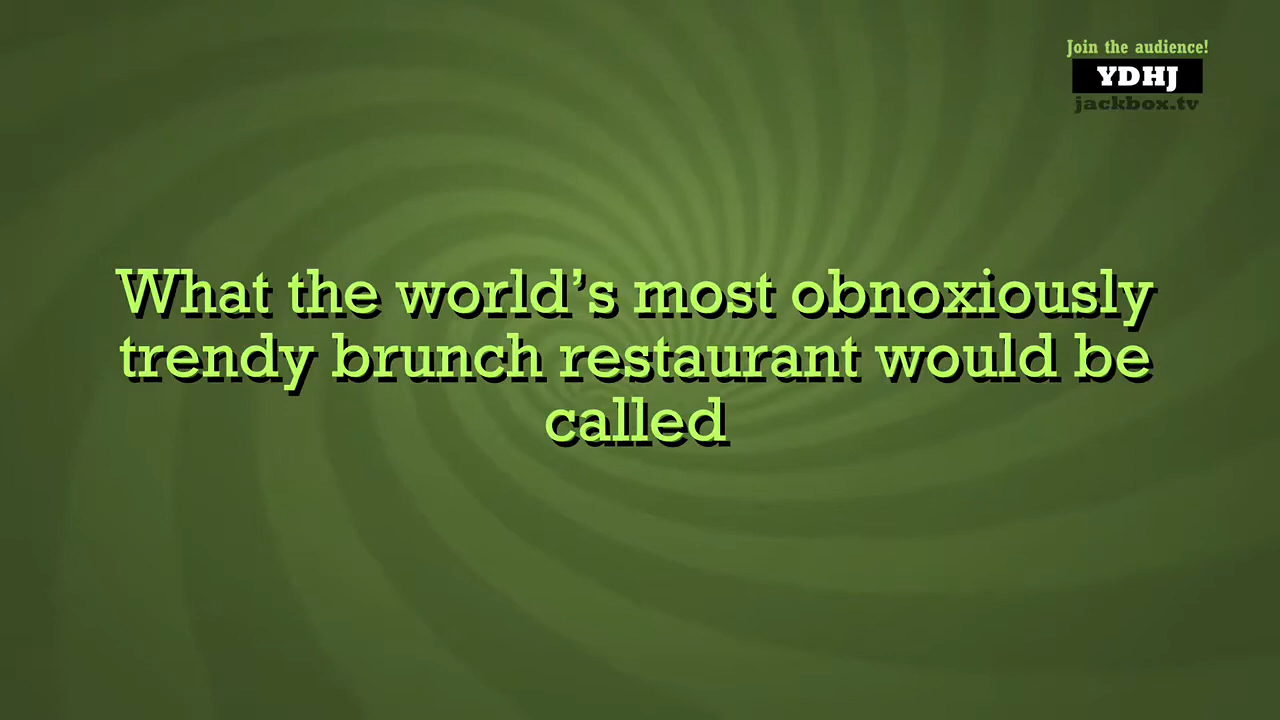 Join the audience!
YDHJ
jackbox.tv
What the world’s most obnoxiously
trendy brunch restaurant would be
called